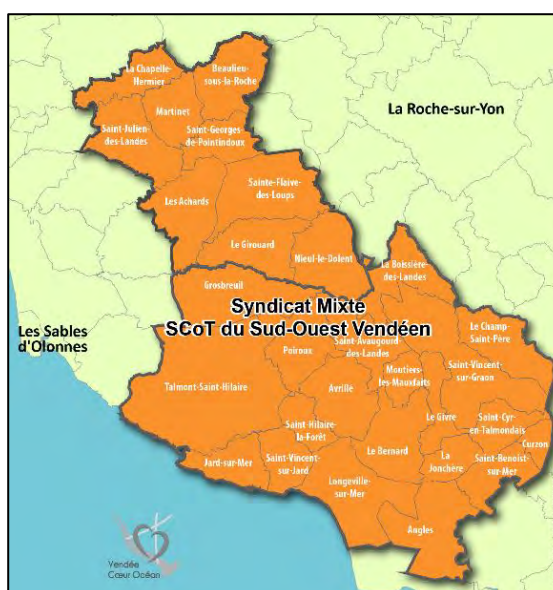 La Chapelle-
Hermier
Beaulieu-
sous-la-Roche
La Roche-sur-Yon
Martinet
Saint-Julien-
des-Landes
Saint-Georges-
de-Pointindoux
Les Achards
Sainte-Flaive-
des-Loups
Le Girouard
Nieul-le-Dolent
La Boissière-
des-Landes
Grosbreuil
Syndicat Mixte
SCoT du Sud-Ouest Vendéen
Les Sables
d'Olonnes
Le Champ-
Saint-Père
Poiroux
Saint-Avaugourd-
des-Landes
Moutiers-
les-Mauxfaits
Saint-Vincent-
sur-Graon
Talmont-Saint-Hilaire
Avrillé
Saint-Hilaire-
la-Forêt
Le Givre
Saint-Cyr-
en-Talmondais
Curzon
Le Bernard
La
Jonchère
Saint-Benoist-
sur-Mer
Jard-sur-Mer
Saint-Vincent-
sur-Jard
Longeville-
sur-Mer
Angles
Vendée
Cœur Océan